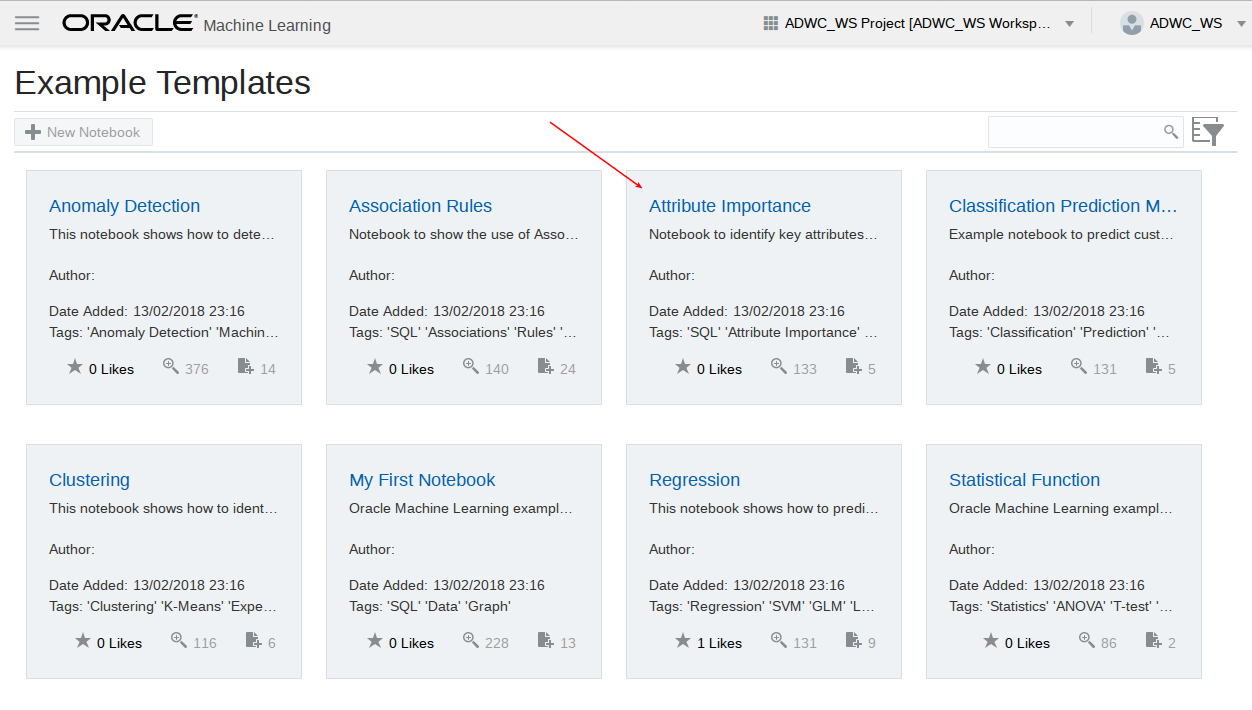 ORACLE Machine Learning
ADWC_WS Project [ADWC_WS Worksp...
ADWC_WS
Example Templates
New Notebook
Anomaly Detection
This notebook shows how to dete...
Author:
Date Added: 13/02/2018 23:16
Tags: 'Anomaly Detection' 'Machin...
0 Likes 376 14
Association Rules
Notebook to show the use of Asso...
Author:
Date Added: 13/02/2018 23:16
Tags: 'SQL' 'Associations' 'Rules' '...
0 Likes 140 24
Attribute Importance
Notebook to identify key attributes...
Author:
Date Added: 13/02/2018 23:16
Tags: 'SQL' 'Attribute Importance' ...
0 Likes 133 5
Classification Prediction M...
Example notebook to predict cust...
Author:
Date Added: 13/02/2018 23:16
Tags: 'Classification' 'Prediction' '...
0 Likes 131 5
Clustering
This notebook shows how to ident...
Author:
Date Added: 13/02/2018 23:16
Tags: 'Clustering' 'K-Means' 'Expe...
0 Likes 116 6
My First Notebook
Oracle Machine Learning exampl...
Author:
Date Added: 13/02/2018 23:16
Tags: 'SQL' 'Data' 'Graph'
0 Likes 228 13
Regression
This notebook shows how to predi...
Author:
Date Added: 13/02/2018 23:16
Tags: 'Regression' 'SVM' 'GLM' 'L...
1 Likes 131 9
Statistical Function
Oracle Machine Learning exampl...
Author:
Date Added: 13/02/2018 23:16
Tags: 'Statistics' 'ANOVA' 'T-test' '...
0 Likes 86 2